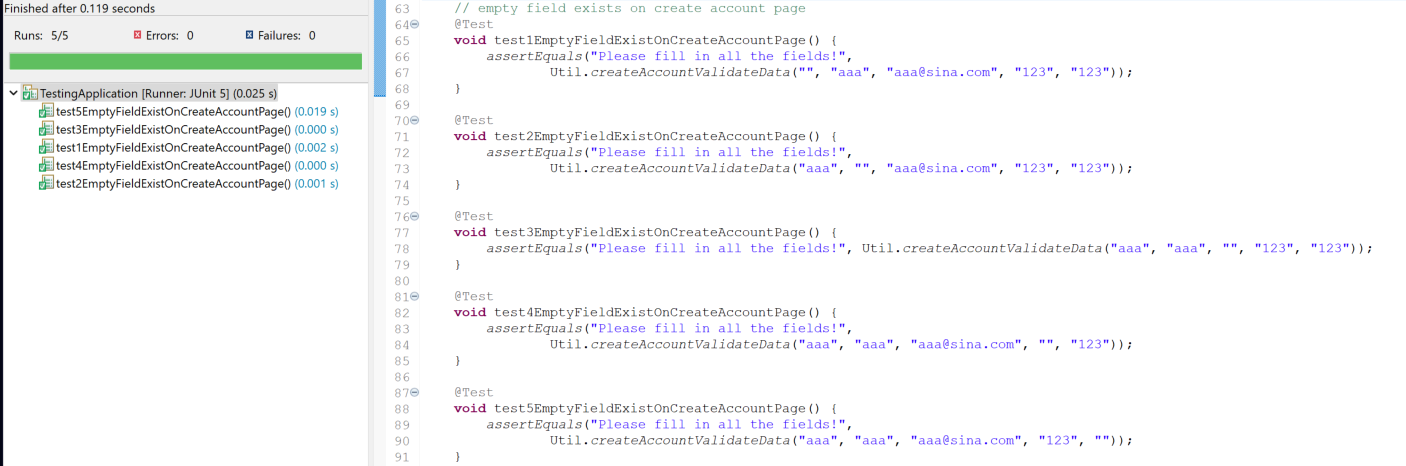 Finished after 0.119 seconds
Runs: 5/5 Errors: 0 Failures: 0
TestingApplication [Runner: JUnit 5] (0.025 s)
test5EmptyFieldExistOnCreateAccountPage() (0.019 s)
test3EmptyFieldExistOnCreateAccountPage() (0.000 s)
test1EmptyFieldExistOnCreateAccountPage() (0.002 s)
test4EmptyFieldExistOnCreateAccountPage() (0.000 s)
test2EmptyFieldExistOnCreateAccountPage() (0.001 s)
63 // empty field exists on create account page
64 @Test
65 void test1EmptyFieldExistOnCreateAccountPage() {
66 assertEquals("Please fill in all the fields!",
67 Util.createAccountValidateData("", "aaa", "aaa@sina.com", "123", "123"));
68 }
69
70 @Test
71 void test2EmptyFieldExistOnCreateAccountPage() {
72 assertEquals("Please fill in all the fields!",
73 Util.createAccountValidateData("aaa", "", "aaa@sina.com", "123", "123"));
74 }
75
76 @Test
77 void test3EmptyFieldExistOnCreateAccountPage() {
78 assertEquals("Please fill in all the fields!", Util.createAccountValidateData("aaa", "aaa", "", "123", "123"));
79 }
80
81 @Test
82 void test4EmptyFieldExistOnCreateAccountPage() {
83 assertEquals("Please fill in all the fields!",
84 Util.createAccountValidateData("aaa", "aaa", "aaa@sina.com", "", "123"));
85 }
86
87 @Test
88 void test5EmptyFieldExistOnCreateAccountPage() {
89 assertEquals("Please fill in all the fields!",
90 Util.createAccountValidateData("aaa", "aaa", "aaa@sina.com", "123", ""));
91 }